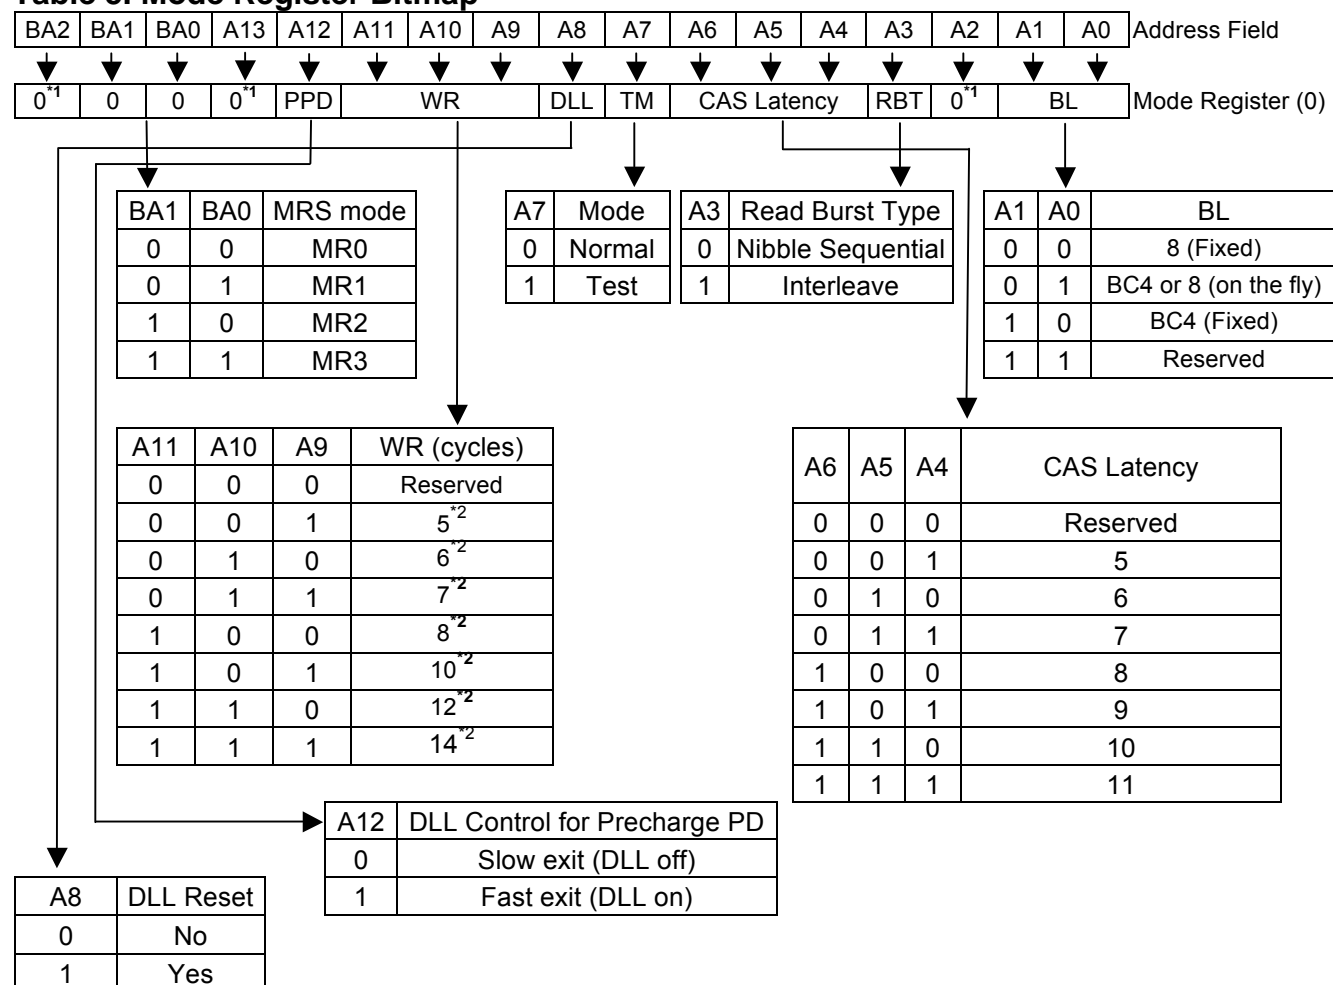 Table 5. Mode Register Bitmap
BA2 BA1 BA0 A13 A12 A11 A10 A9 A8 A7 A6 A5 A4 A3 A2 A1 A0 Address Field
0*1 0 0 0*1 PPD WR DLL TM CAS Latency RBT 0*1 BL Mode Register (0)
BA1 BA0 MRS mode
0 0 MR0
0 1 MR1
1 0 MR2
1 1 MR3
A7 Mode
0 Normal
1 Test
A3 Read Burst Type
0 Nibble Sequential
1 Interleave
A1 A0 BL
0 0 8 (Fixed)
0 1 BC4 or 8 (on the fly)
1 0 BC4 (Fixed)
1 1 Reserved
A11 A10 A9 WR (cycles)
0 0 0 Reserved
0 0 1 5*2
0 1 0 6*2
0 1 1 7*2
1 0 0 8*2
1 0 1 10*2
1 1 0 12*2
1 1 1 14*2
A6 A5 A4 CAS Latency
0 0 0 Reserved
0 0 1 5
0 1 0 6
0 1 1 7
1 0 0 8
1 0 1 9
1 1 0 10
1 1 1 11
A12 DLL Control for Precharge PD
0 Slow exit (DLL off)
1 Fast exit (DLL on)
A8 DLL Reset
0 No
1 Yes